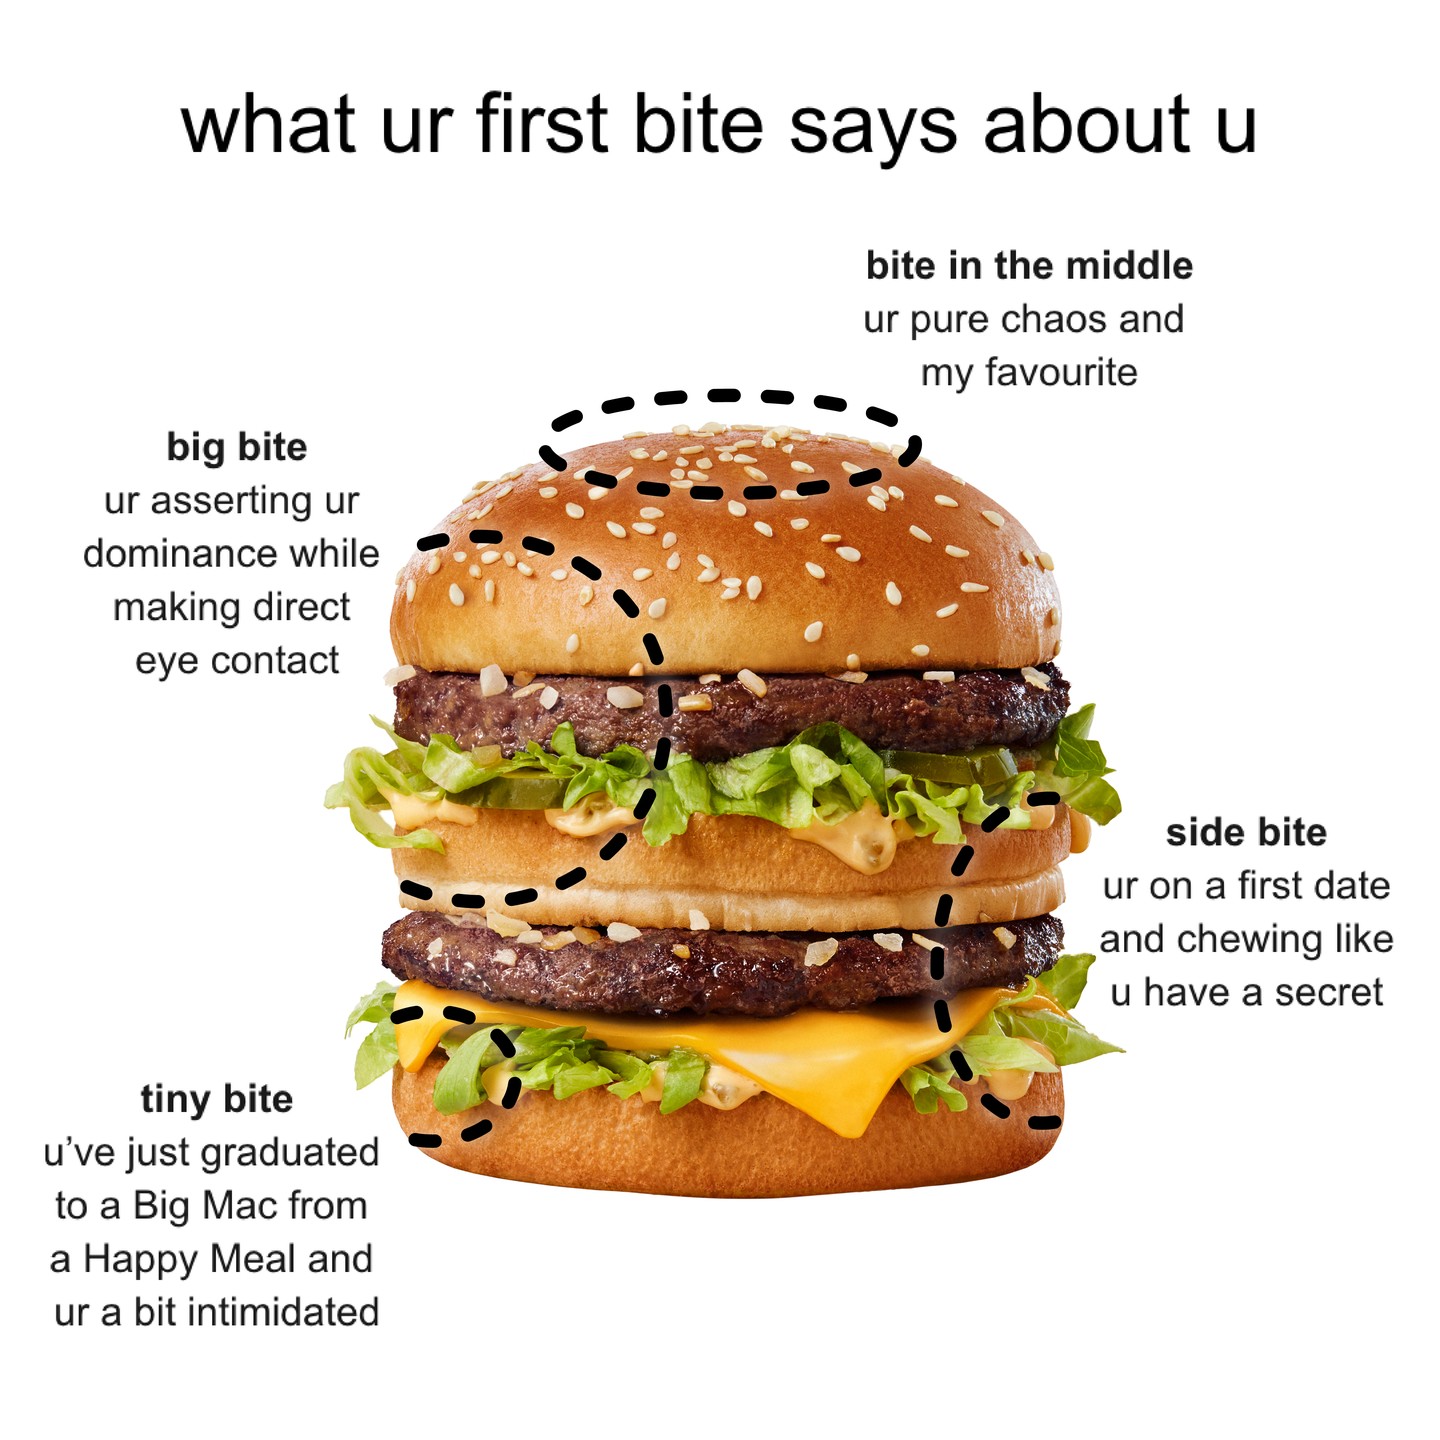 what ur first bite says about u
bite in the middle
ur pure chaos and
my favourite
big bite
ur asserting ur
dominance while
making direct
eye contact
side bite
ur on a first date
and chewing like
u have a secret
tiny bite
u’ve just graduated
to a Big Mac from
a Happy Meal and
ur a bit intimidated